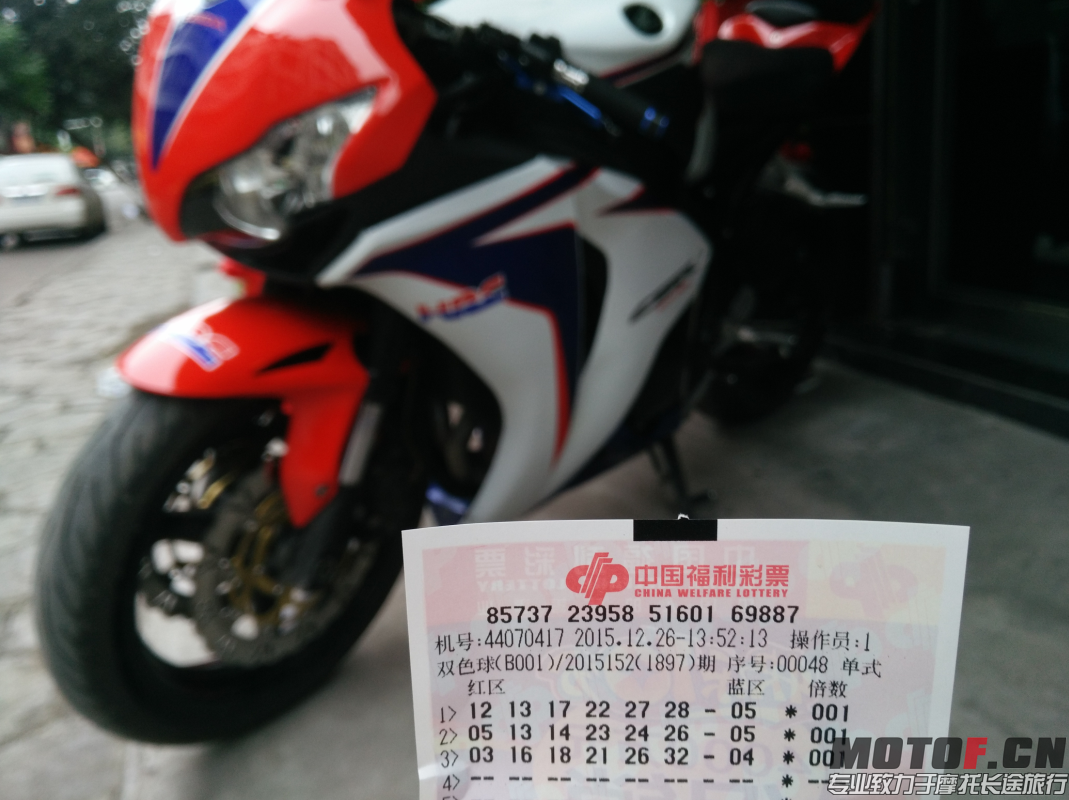 HRC
中国福利彩票
CHINA WELFARE LOTTERY
85737 23958 51601 69887
机号:44070417 2015.12.26-13:52:13 操作员:1
双色球(B001)/2015152(1897)期 序号:00048 单式
红区 蓝区 倍数
1> 12 13 17 22 27 28 - 05 * 001
2> 05 13 14 23 24 26 - 05 * 001
3> 03 16 18 21 26 32 - 04 * 001
4> -- -- -- -- -- -- - -- * --
MOTOF.CN
专业致力于摩托长途旅行